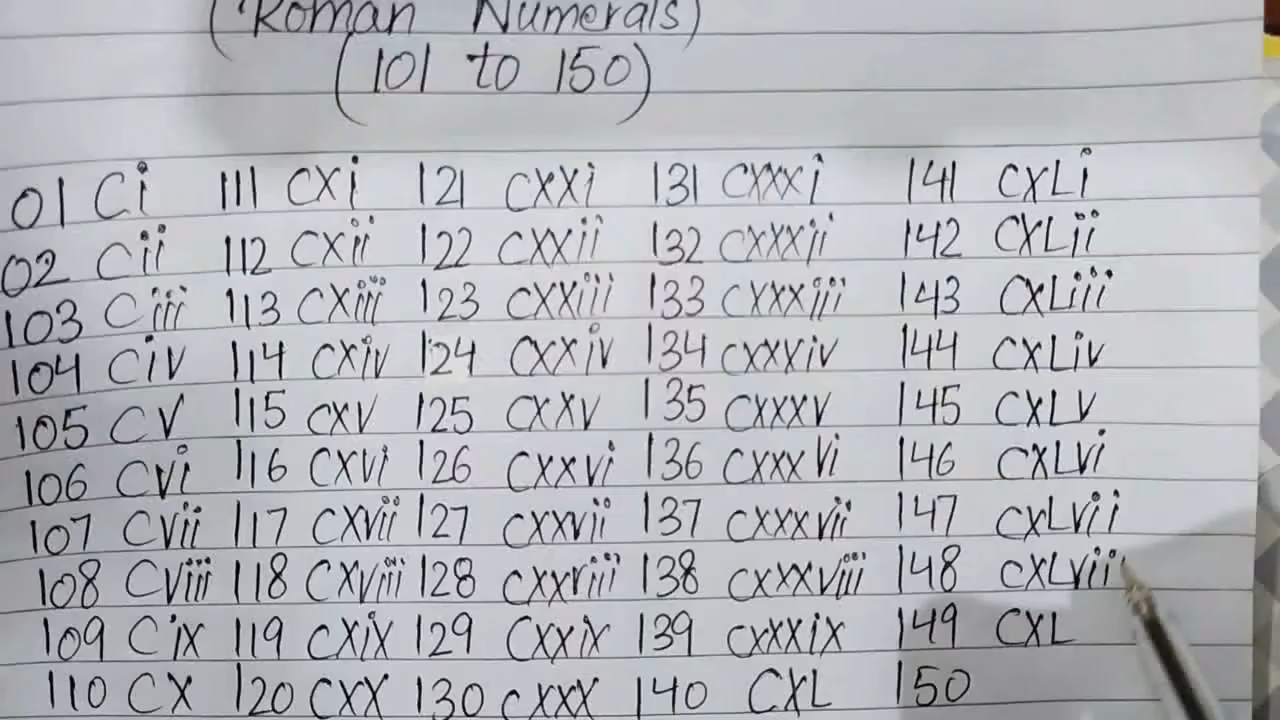 (Roman Numerals)
(101 to 150)
01 Ci 111 CXi 121 CXXi 131 CXXXi 141 CXLi
02 Cii 112 CXii 122 CXXii 132 CXXXii 142 CXLii
103 Ciii 113 CXiii 123 CXXiii 133 CXXXiii 143 CXLiii
104 Civ 114 CXiv 124 CXXiv 134 CXXXiv 144 CXLiv
105 CV 115 CXV 125 CXXV 135 CXXXV 145 CXLV
106 CVi 116 CXVi 126 CXXVi 136 CXXXVi 146 CXLVi
107 CVii 117 CXVii 127 CXXVii 137 CXXXVii 147 CXLVii
108 CViii 118 CXViii 128 CXXViii 138 CXXXViii 148 CXLVii
109 CiX 119 CXiX 129 CXXiX 139 CXXXiX 149 CXL
110 CX 120 CXX 130 CXXX 140 CXL 150